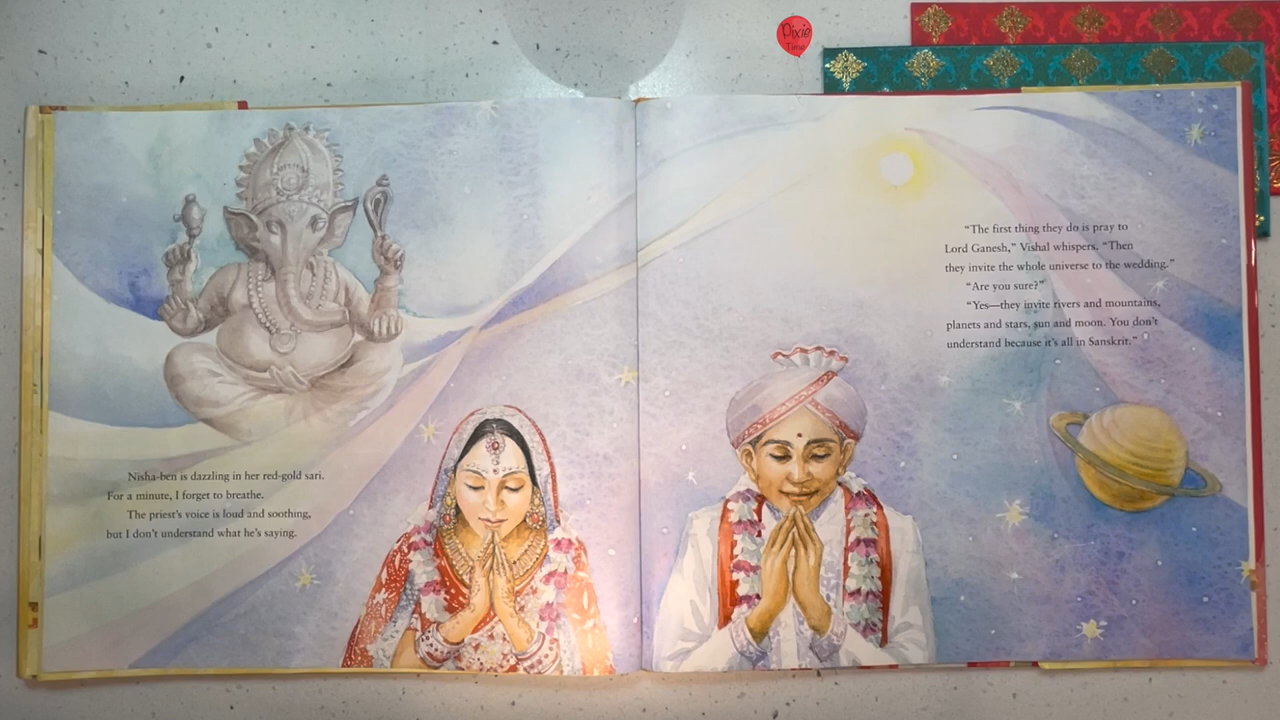 Pixie
Time
Nisha-ben is dazzling in her red-gold sari.
For a minute, I forget to breathe.
The priest's voice is loud and soothing,
but I don't understand what he's saying.
"The first thing they do is pray to
Lord Ganesh," Vishal whispers. "Then
they invite the whole universe to the wedding."
"Are you sure?"
"Yes—they invite rivers and mountains,
planets and stars, sun and moon. You don't
understand because it's all in Sanskrit."